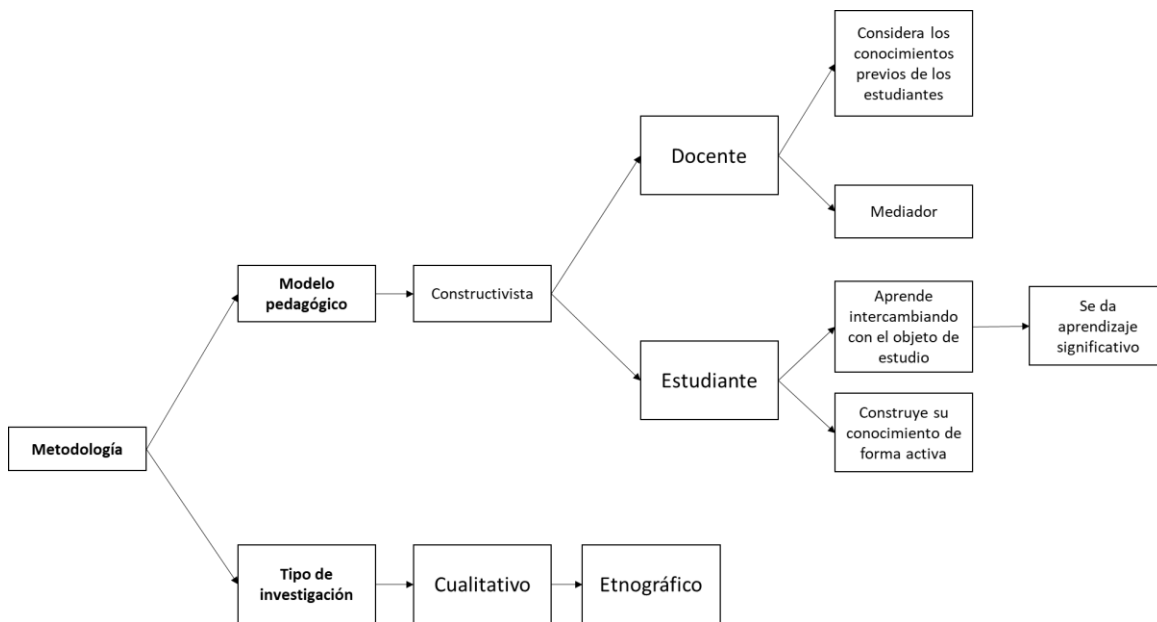 Considera los
conocimientos
previos de los
estudiantes
Docente
Mediador
Modelo
pedagógico
Constructivista
Aprende
intercambiando
con el objeto de
estudio
Se da
aprendizaje
significativo
Estudiante
Construye su
conocimiento de
forma activa
Metodología
Tipo de
investigación
Cualitativo
Etnográfico